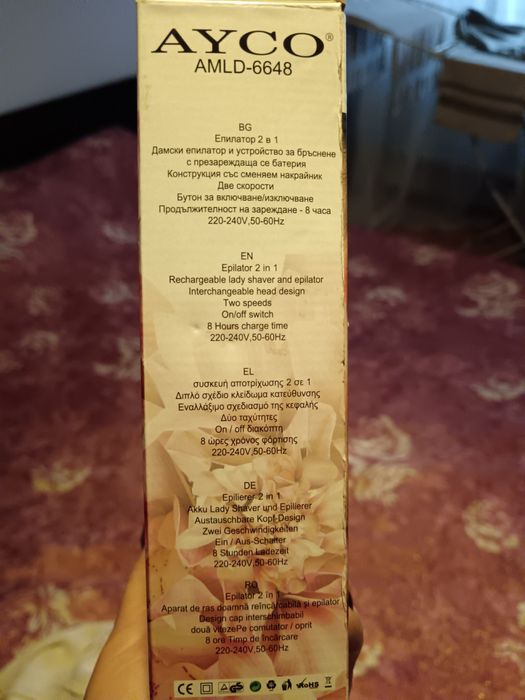 AYCO®
AMLD-6648
BG
Епилатор 2 в 1
Дамски епилатор и устройство за бръснене
с презареждаща се батерия
Конструкция със сменяем накрайник
Две скорости
Бутон за включване/изключване
Продължителност на зареждане - 8 часа
220-240V,50-60Hz
EN
Epilator 2 in 1
Rechargeable lady shaver and epilator
Interchangeable head design
Two speeds
On/off switch
8 Hours charge time
220-240V,50-60Hz
EL
συσκευή αποτρίχωσης 2 σε 1
Διπλό σχέδιο κλείδωμα κατεύθυνσης
Εναλλάξιμο σχεδιασμό της κεφαλής
Δύο ταχύτητες
On / off διακόπτη
8 ώρες χρόνος φόρτισης
220-240V,50-60Hz
DE
Epilierer 2 in 1
Akku Lady Shaver und Epilierer
Austauschbare Kopf-Design
Zwei Geschwindigkeiten
Ein / Aus-Schalter
8 Stunden Ladezeit
220-240V,50-60Hz
RO
Epilator 2 în 1
Aparat de ras doamnă reîncărcabilă și epilator
Design cap interschimbabil
două vitezePe comutator / oprit
8 ore Timp de încărcare
220-240V,50-60Hz
CE GS RoHS